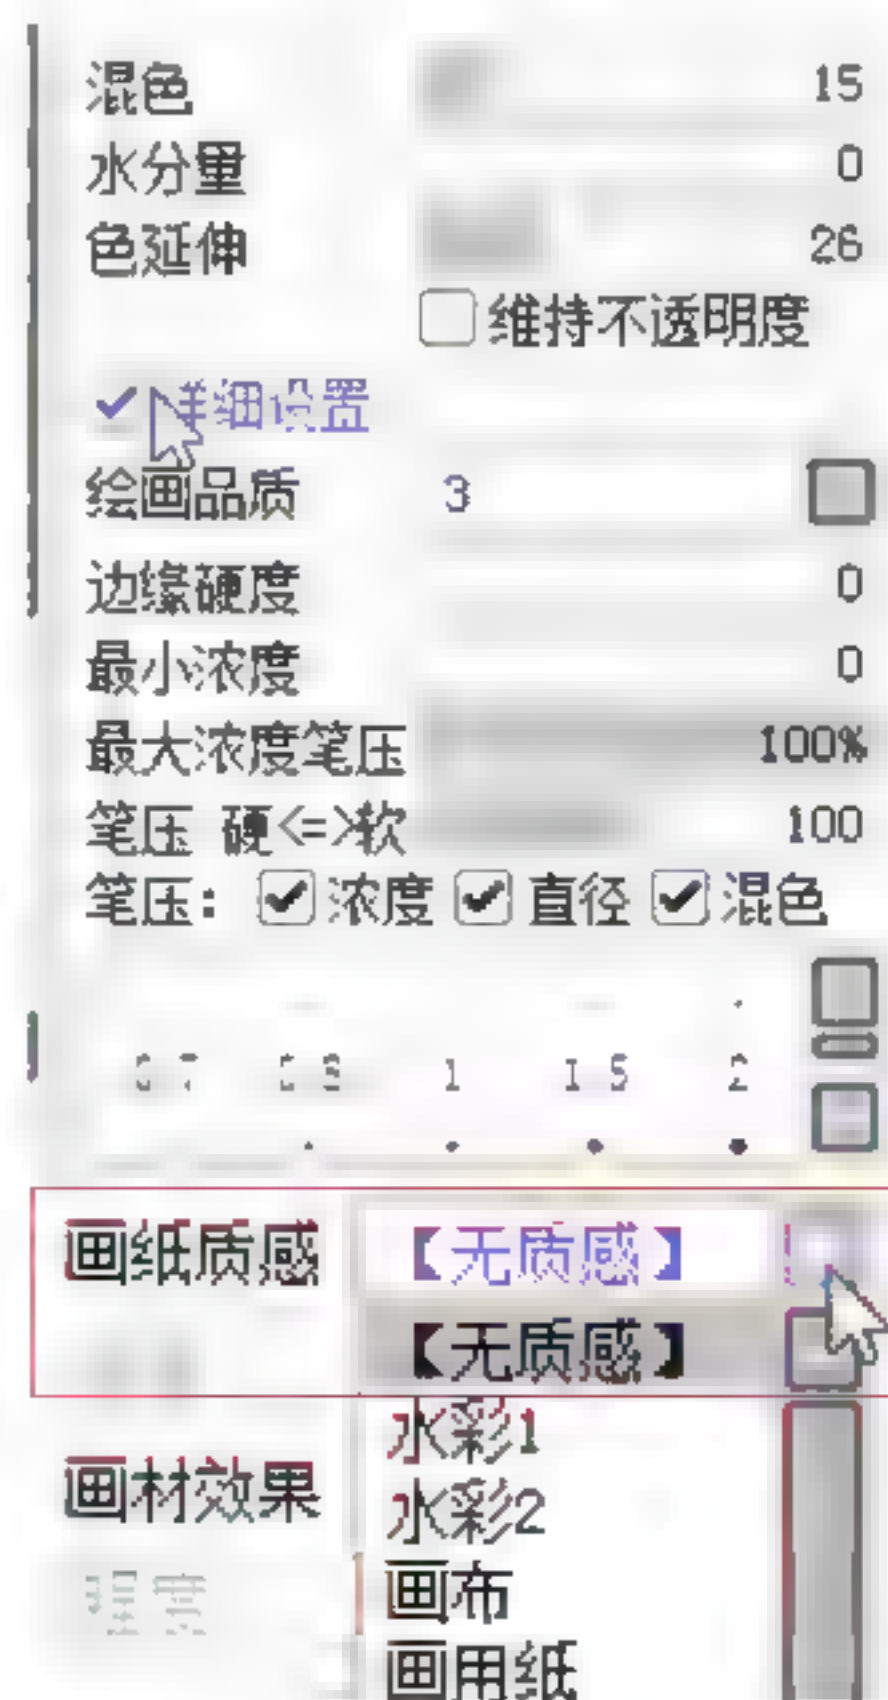 混色 15
水分量 0
色延伸 26
维持不透明度
详细设置
绘画品质 3
边缘硬度 0
最小浓度 0
最大浓度笔压 100%
笔压 硬<=>软 100
笔压: 浓度 直径 混色
1 1.5 2
画纸质感 【无质感】
【无质感】
水彩1
画材效果
水彩2
画布
画用纸